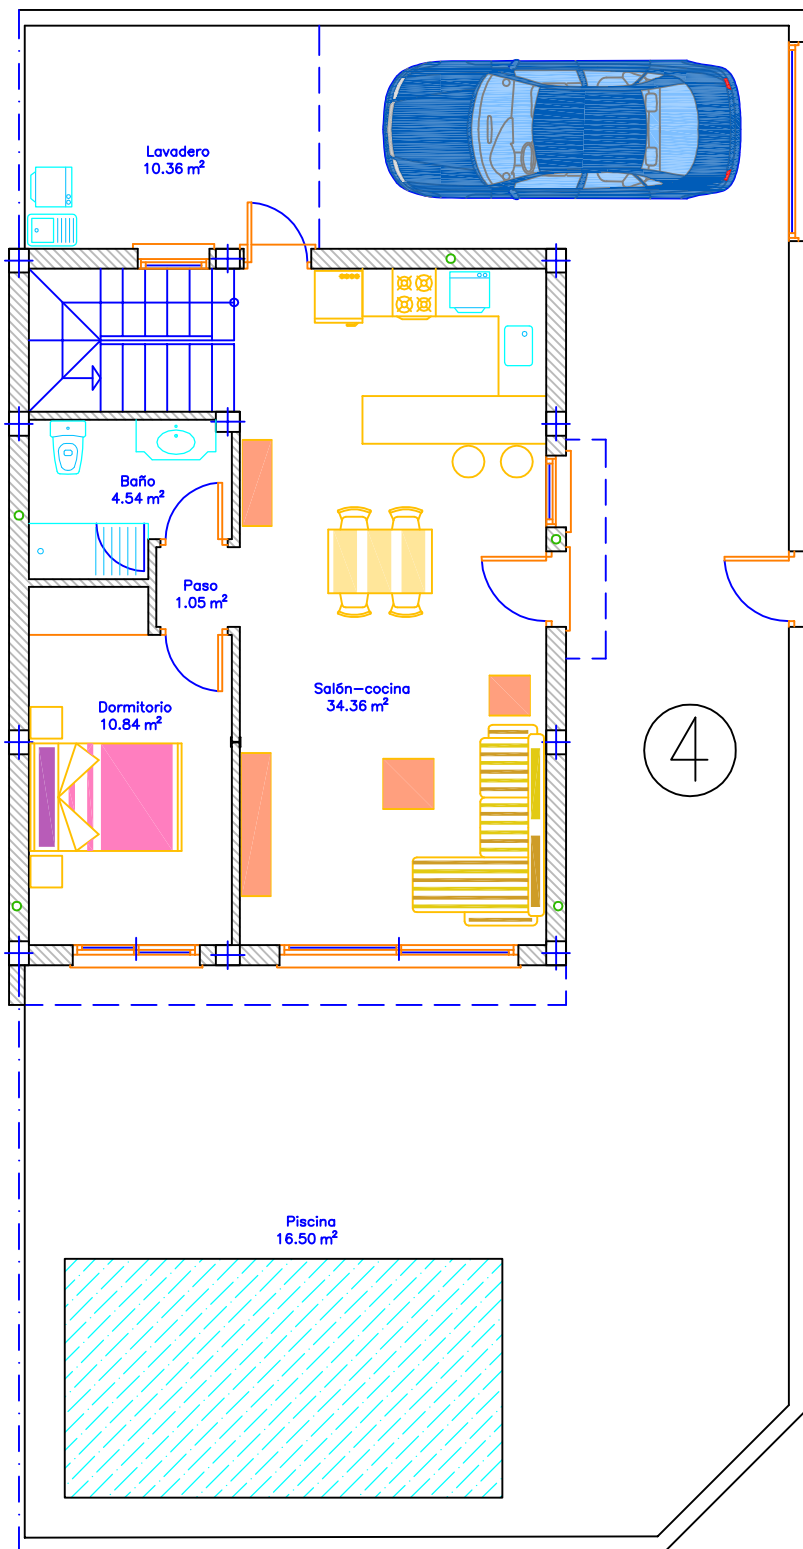 Lavadero
10.36 m²
Baño
4.54 m²
Paso
1.05 m²
Salón-cocina
34.36 m²
Dormitorio
10.84 m²
4
Piscina
16.50 m²